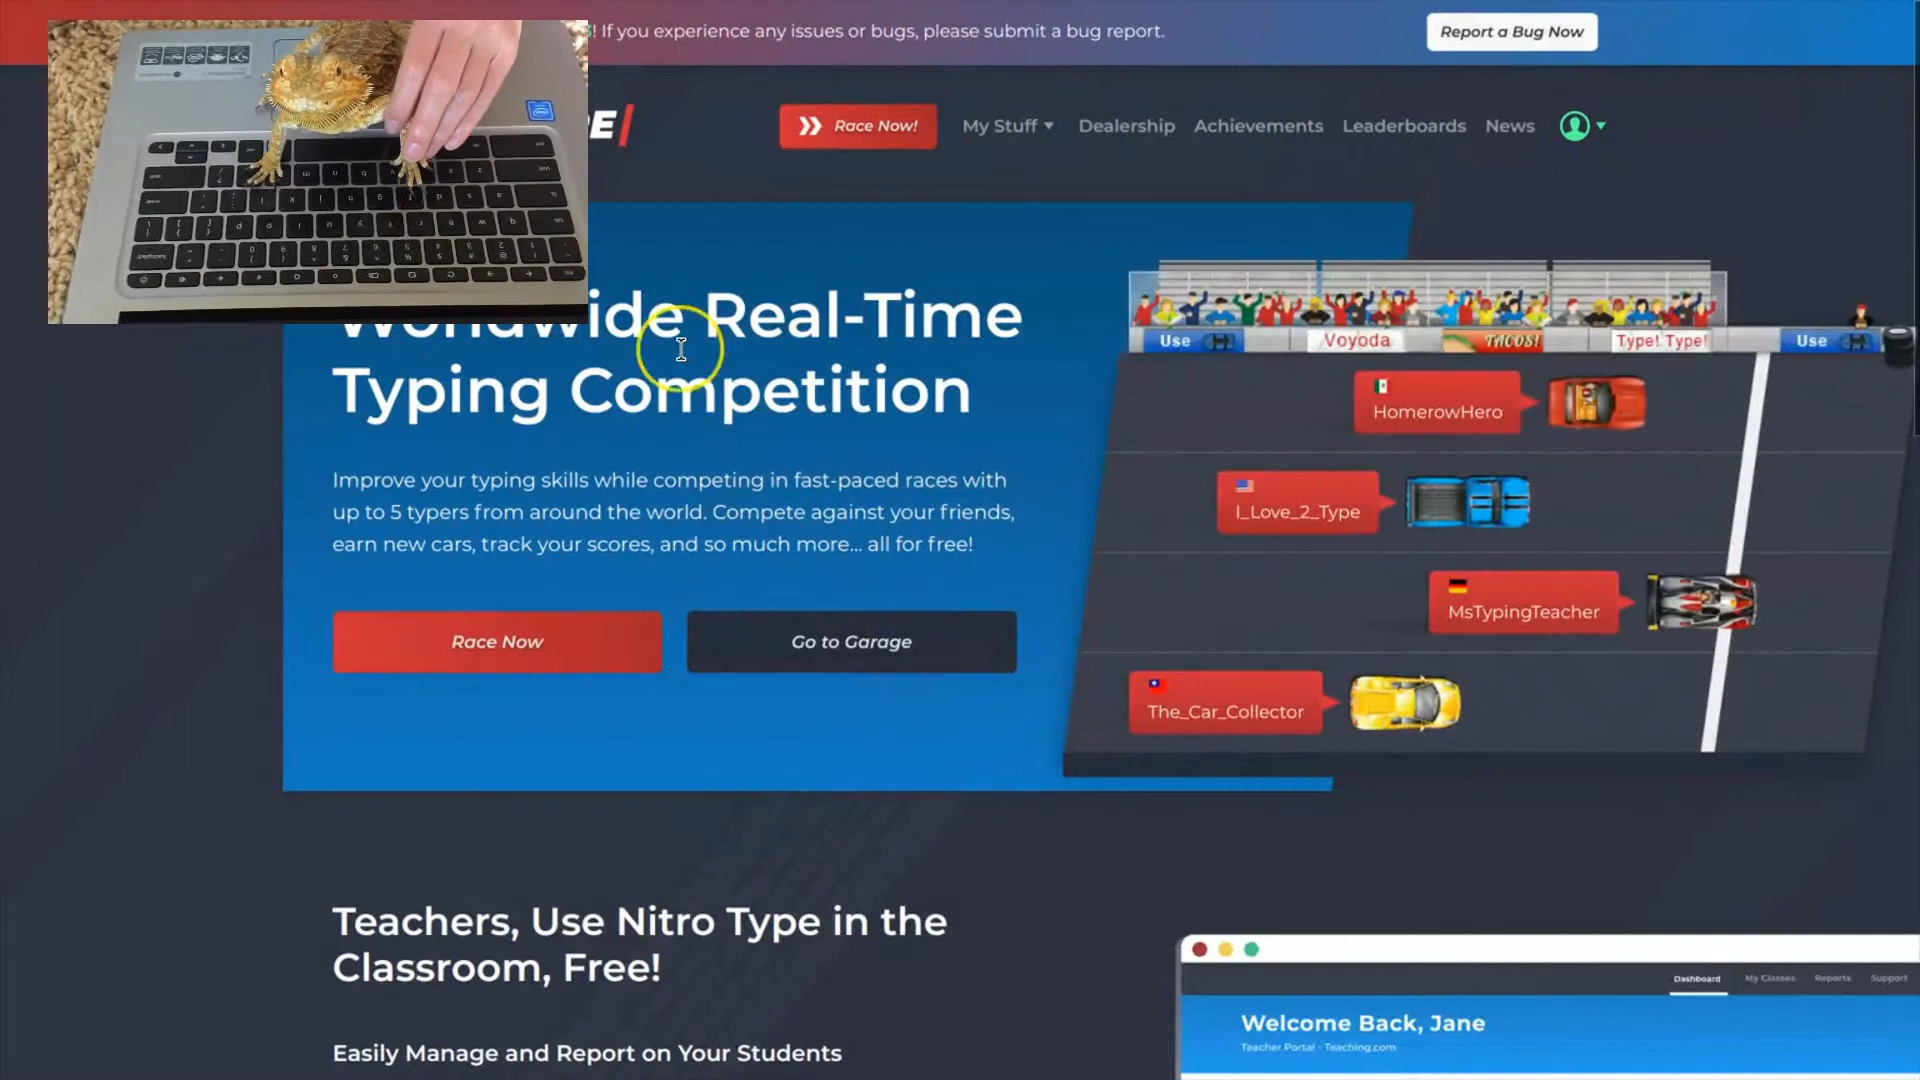 ! If you experience any issues or bugs, please submit a bug report.
Report a Bug Now
Race Now!
My Stuff
Dealership
Achievements
Leaderboards
News
Worldwide Real-Time
Typing Competition
Improve your typing skills while competing in fast-paced races with
up to 5 typers from around the world. Compete against your friends,
earn new cars, track your scores, and so much more... all for free!
Race Now
Go to Garage
Use
Voyoda
TACOS!
Type! Type!
Use
HomerowHero
I_Love_2_Type
MsTypingTeacher
The_Car_Collector
Teachers, Use Nitro Type in the
Classroom, Free!
Easily Manage and Report on Your Students
Dashboard
My Classes
Reports
Support
Welcome Back, Jane
Teacher Portal - Teaching.com